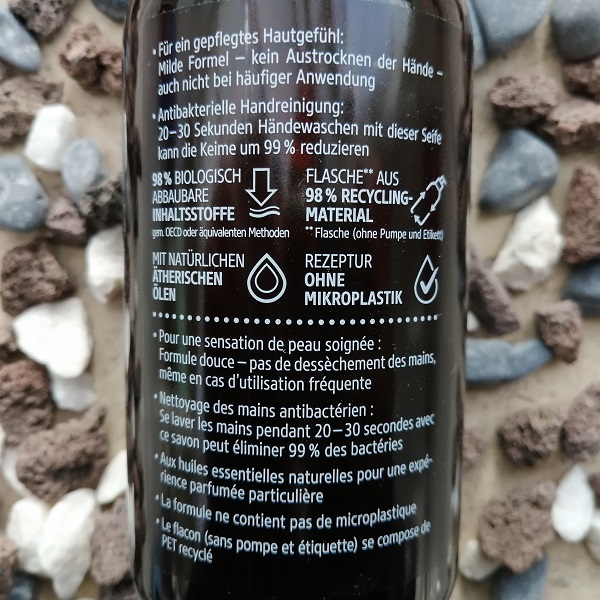 • Für ein gepflegtes Hautgefühl:
Milde Formel – kein Austrocknen der Hände –
auch nicht bei häufiger Anwendung
• Antibakterielle Handreinigung:
20–30 Sekunden Händewaschen mit dieser Seife
kann die Keime um 99 % reduzieren
98 % BIOLOGISCH
ABBAUBARE
INHALTSSTOFFE
gem. OECD oder äquivalenten Methoden
FLASCHE** AUS
98 % RECYCLING-
MATERIAL
**Flasche (ohne Pumpe und Etikett)
MIT NATÜRLICHEN
ÄTHERISCHEN
ÖLEN
REZEPTUR
OHNE
MIKROPLASTIK
• Pour une sensation de peau soignée :
Formule douce – pas de dessèchement des mains,
même en cas d'utilisation fréquente
• Nettoyage des mains antibactérien :
Se laver les mains pendant 20–30 secondes avec
ce savon peut éliminer 99 % des bactéries
• Aux huiles essentielles naturelles pour une expé-
rience parfumée particulière
• La formule ne contient pas de microplastique
• Le flacon (sans pompe et étiquette) se compose de
PET recyclé